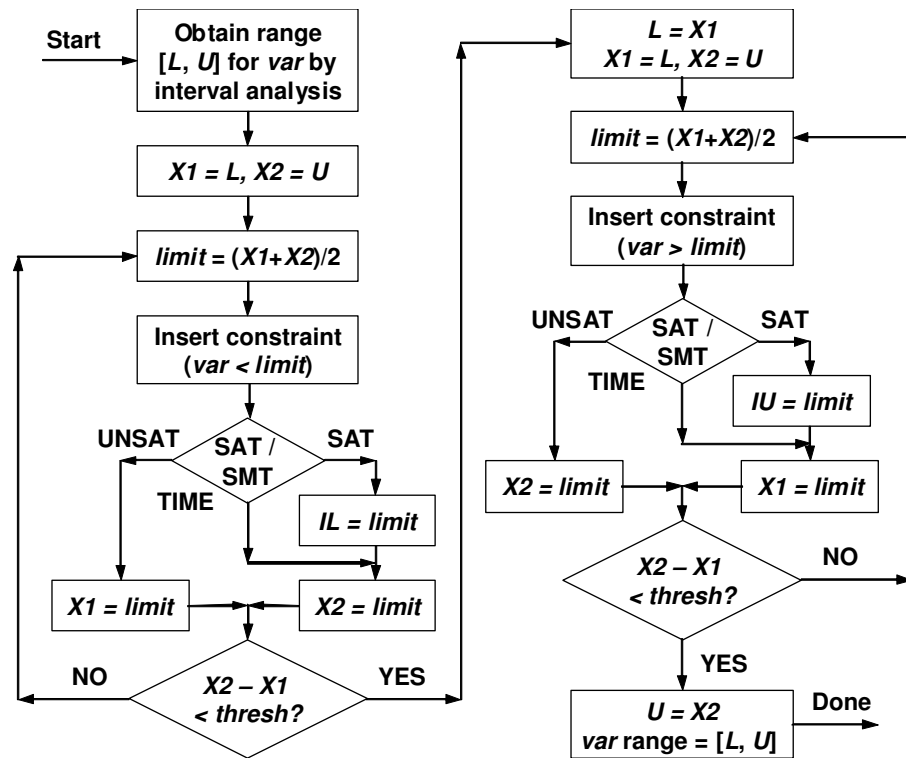 Start
Obtain range
[L, U] for var by
interval analysis
X1 = L, X2 = U
limit = (X1+X2)/2
Insert constraint
(var < limit)
UNSAT
SAT /
SMT
SAT
TIME
IL = limit
X1 = limit
X2 = limit
NO
X2 – X1
< thresh?
YES
L = X1
X1 = L, X2 = U
limit = (X1+X2)/2
Insert constraint
(var > limit)
UNSAT
SAT /
SMT
SAT
TIME
IU = limit
X2 = limit
X1 = limit
X2 – X1
< thresh?
NO
YES
U = X2
var range = [L, U]
Done